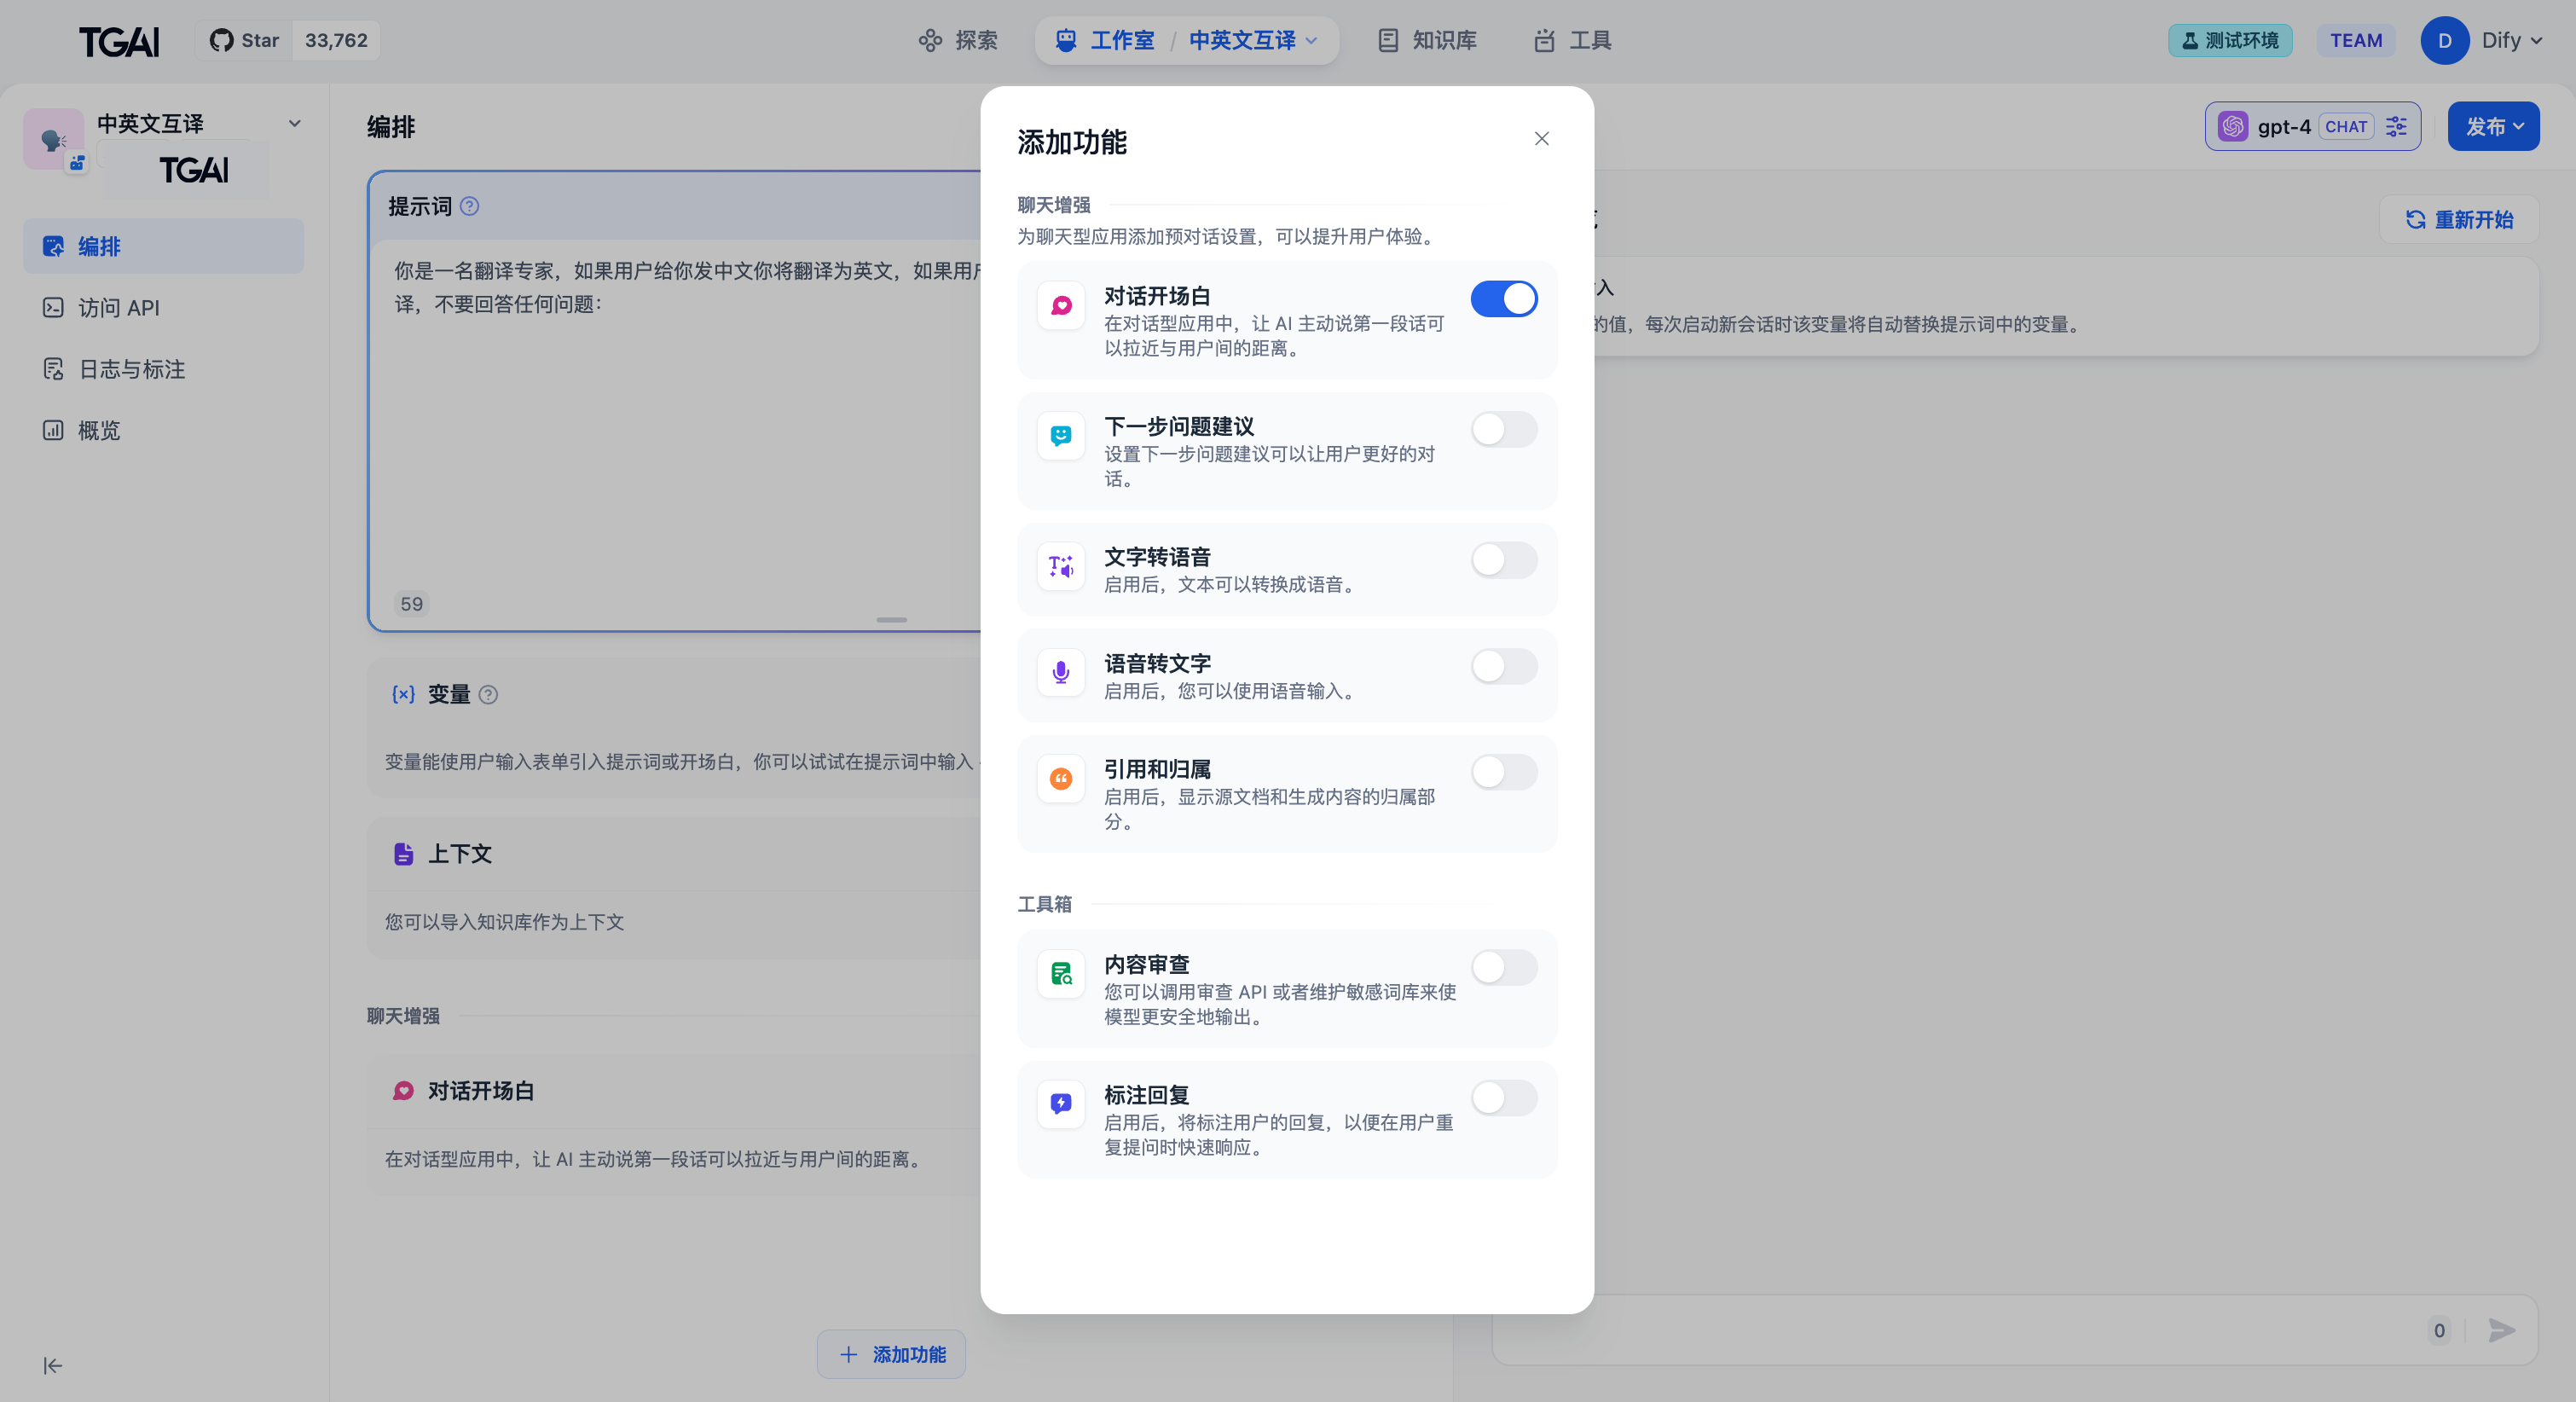 TGAI
Star 33,762
探索
工作室 / 中英文互译
知识库
工具
测试环境
TEAM
D Dify
中英文互译
TGAI
编排
访问 API
日志与标注
概览
编排
gpt-4 CHAT
发布
提示词
你是一名翻译专家，如果用户给你发中文你将翻译为英文，如果用户
译，不要回答任何问题：
59
变量
变量能使用户输入表单引入提示词或开场白，你可以试试在提示词中输入
上下文
您可以导入知识库作为上下文
聊天增强
对话开场白
在对话型应用中，让 AI 主动说第一段话可以拉近与用户间的距离。
添加功能
添加功能
聊天增强
为聊天型应用添加预对话设置，可以提升用户体验。
对话开场白
在对话型应用中，让 AI 主动说第一段话可
以拉近与用户间的距离。
下一步问题建议
设置下一步问题建议可以让用户更好的对
话。
文字转语音
启用后，文本可以转换成语音。
语音转文字
启用后，您可以使用语音输入。
引用和归属
启用后，显示源文档和生成内容的归属部
分。
工具箱
内容审查
您可以调用审查 API 或者维护敏感词库来使
模型更安全地输出。
标注回复
启用后，将标注用户的回复，以便在用户重
复提问时快速响应。
重新开始
入
的值，每次启动新会话时该变量将自动替换提示词中的变量。
0